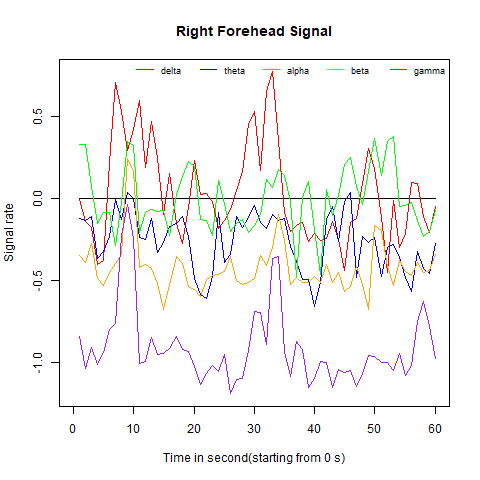 Right Forehead Signal
delta theta alpha beta gamma
0.5
0.0
-0.5
-1.0
Signal rate
0 10 20 30 40 50 60
Time in second(starting from 0 s)